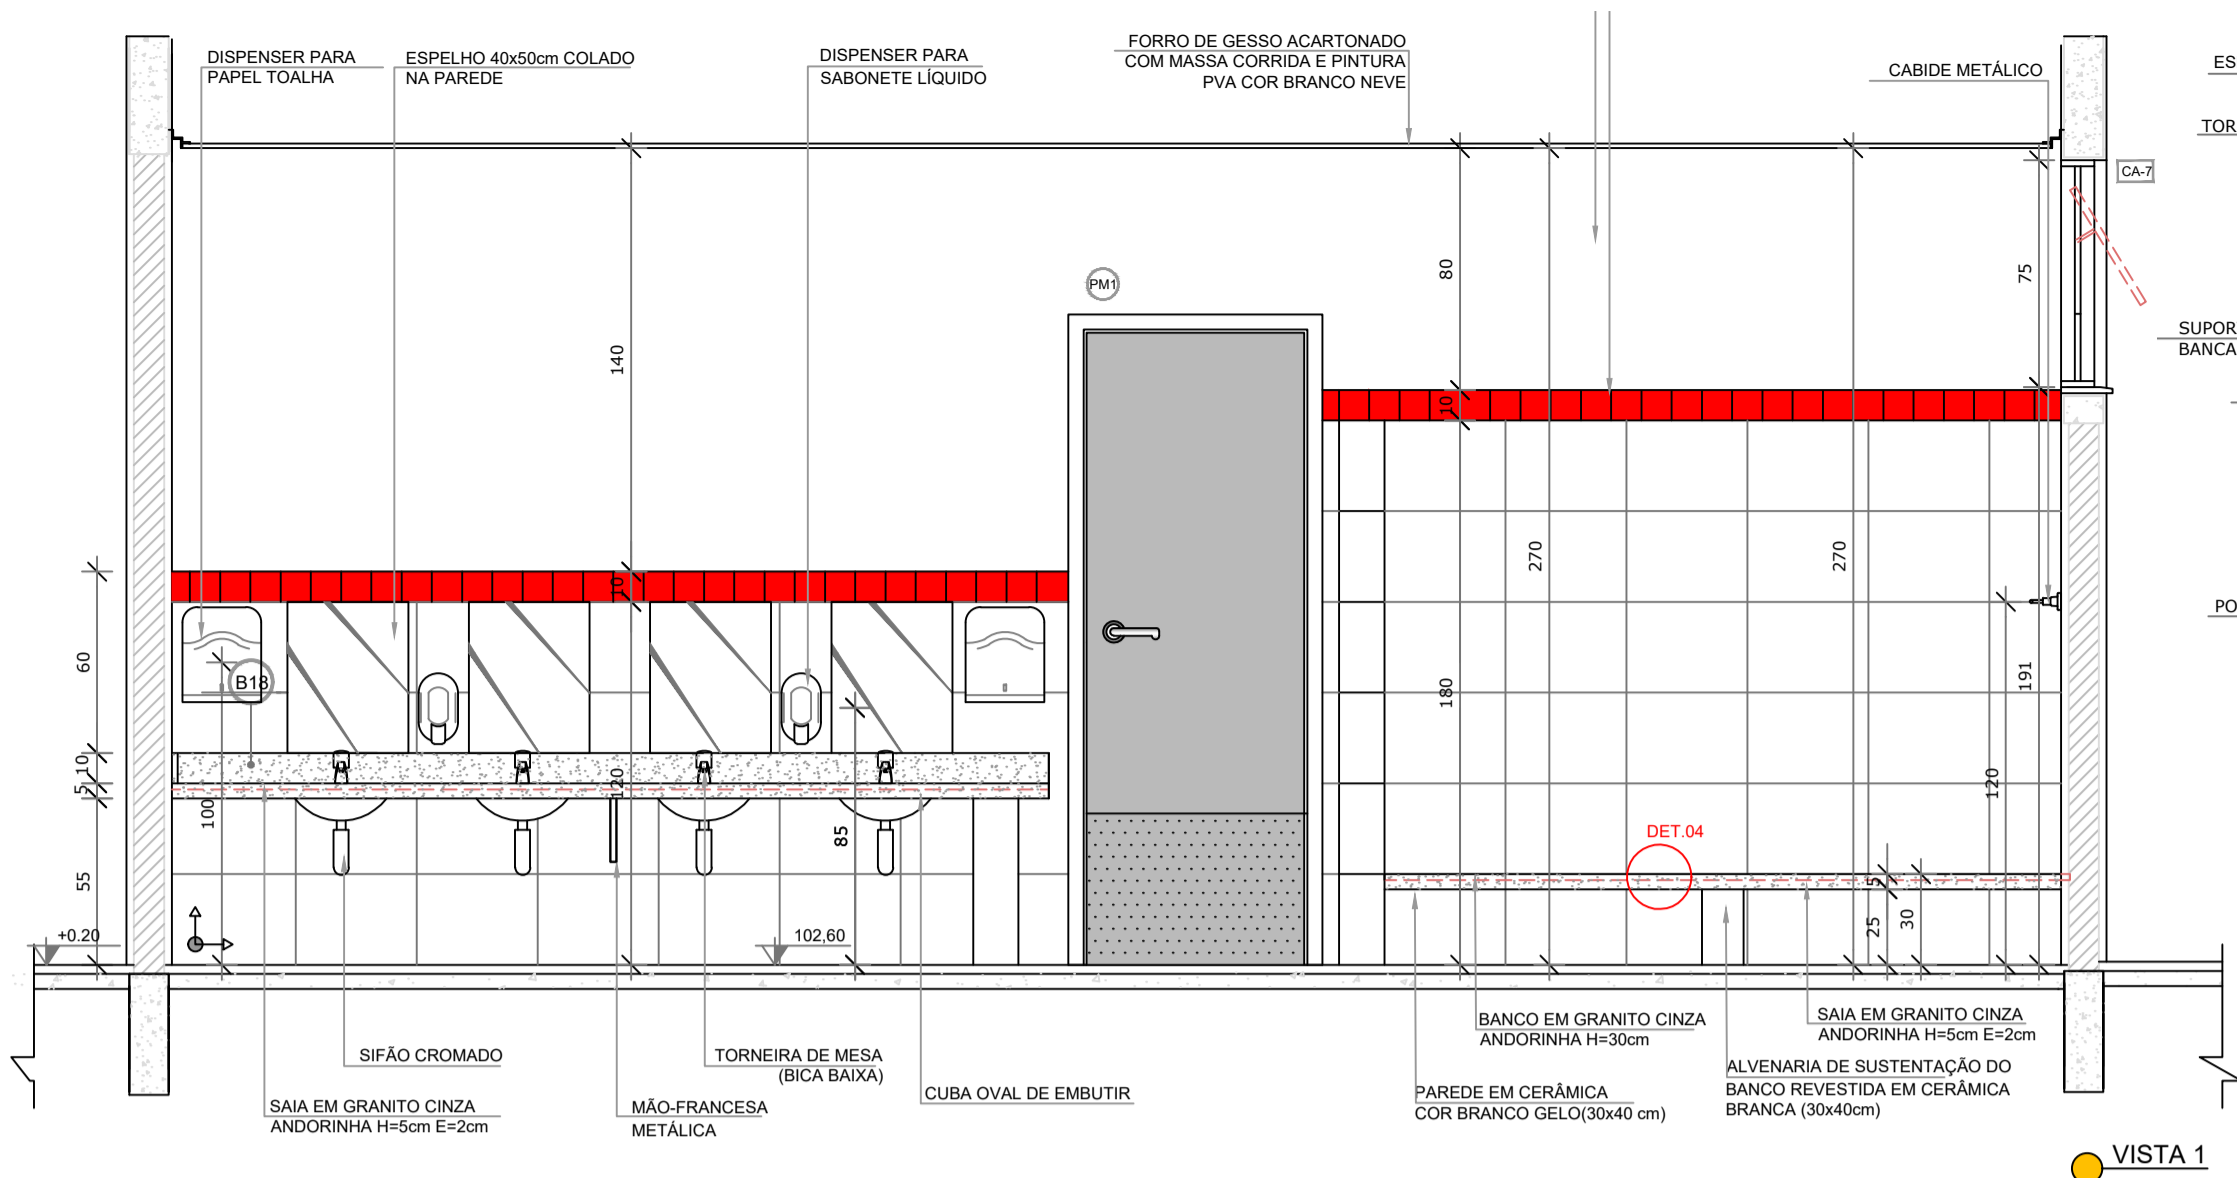 DISPENSER PARA
PAPEL TOALHA
ESPELHO 40x50cm COLADO
NA PAREDE
DISPENSER PARA
SABONETE LÍQUIDO
FORRO DE GESSO ACARTONADO
COM MASSA CORRIDA E PINTURA
PVA COR BRANCO NEVE
CABIDE METÁLICO
ES
TOR
CA-7
SUPOR
BANCA
PO
PM1
140
80
75
10
270
270
180
191
120
10
120
60
10
5
55
100
85
B18
DET.04
5
25
30
+0.20
102,60
SIFÃO CROMADO
SAIA EM GRANITO CINZA
ANDORINHA H=5cm E=2cm
MÃO-FRANCESA
METÁLICA
TORNEIRA DE MESA
(BICA BAIXA)
CUBA OVAL DE EMBUTIR
BANCO EM GRANITO CINZA
ANDORINHA H=30cm
PAREDE EM CERÂMICA
COR BRANCO GELO(30x40 cm)
SAIA EM GRANITO CINZA
ANDORINHA H=5cm E=2cm
ALVENARIA DE SUSTENTAÇÃO DO
BANCO REVESTIDA EM CERÂMICA
BRANCA (30x40cm)
VISTA 1